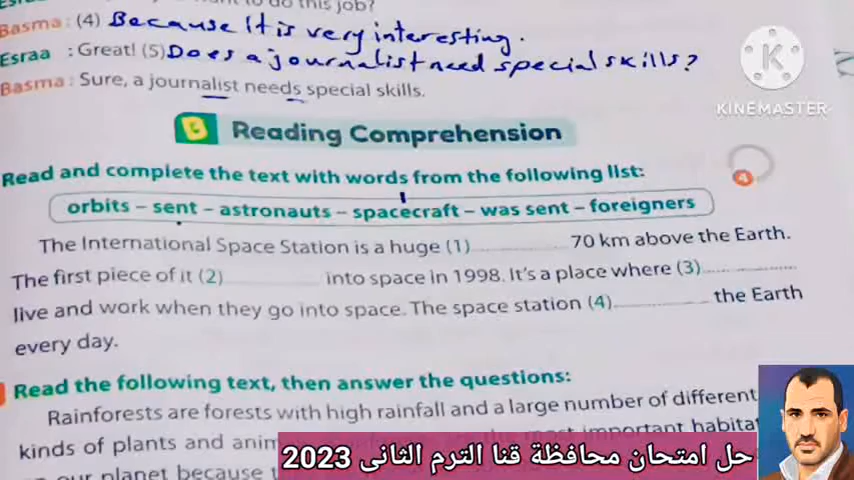 Basma: (4) Because it is very interesting.
Esraa : Great! (5) Does a journalist need special skills?
Basma: Sure, a journalist needs special skills.
B Reading Comprehension
Read and complete the text with words from the following list:
4
orbits – sent – astronauts – spacecraft – was sent – foreigners
The International Space Station is a huge (1) .......... 70 km above the Earth.
The first piece of it (2) .......... into space in 1998. It's a place where (3) ..........
live and work when they go into space. The space station (4) .......... the Earth
every day.
Read the following text, then answer the questions:
Rainforests are forests with high rainfall and a large number of different
kinds of plants and most important
our planet because
K
KINEMASTER
حل امتحان محافظة قنا الترم الثانى 2023